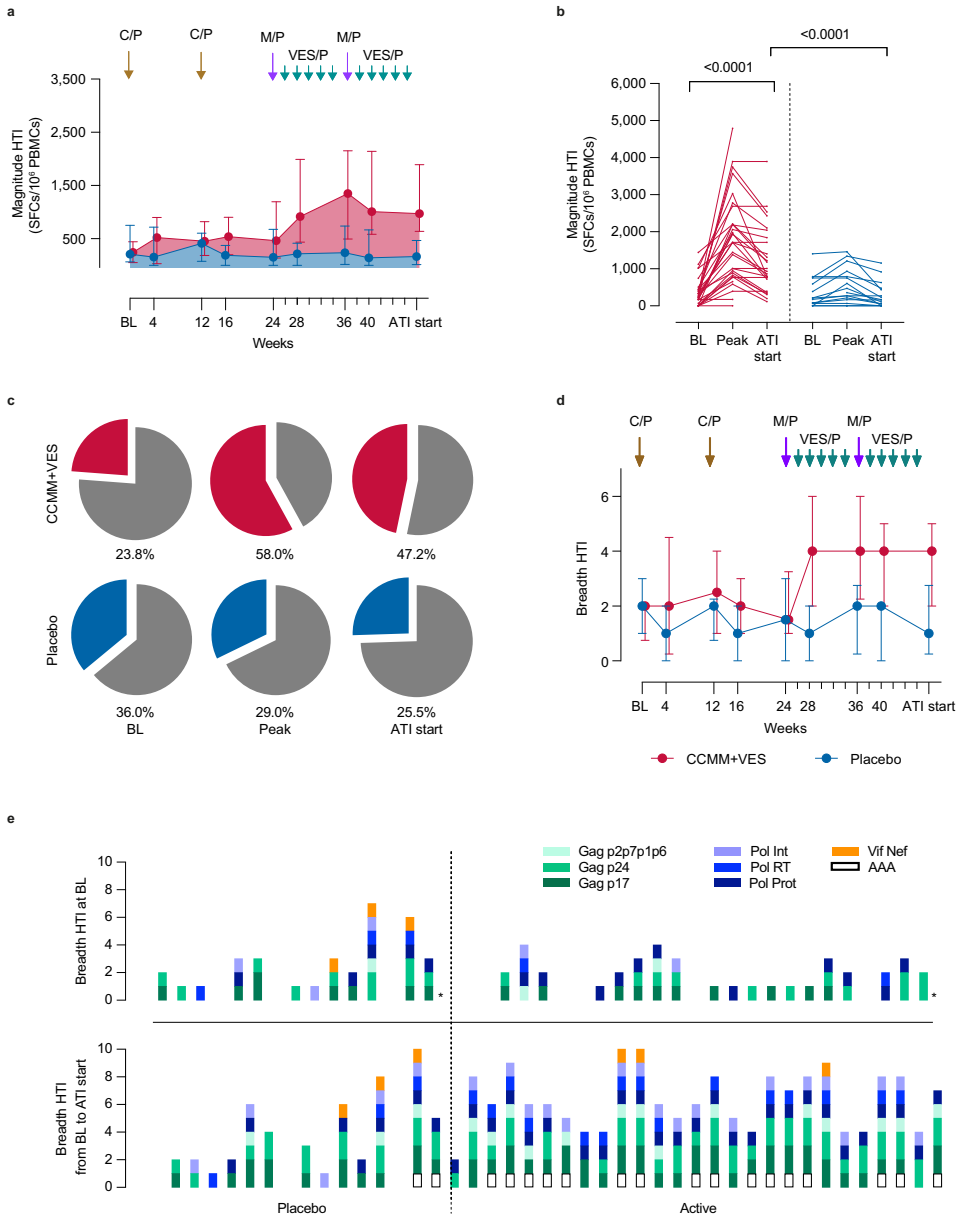 a
C/P
C/P
M/P
M/P
VES/P
VES/P
3,500
2,500
1,500
500
Magnitude HTI
(SFCs/10⁶ PBMCs)
BL
4
12
16
24
28
36
40
ATI start
Weeks
b
<0.0001
<0.0001
6,000
5,000
4,000
3,000
2,000
1,000
0
Magnitude HTI
(SFCs/10⁶ PBMCs)
BL
Peak
ATI
start
BL
Peak
ATI
start
c
CCMM+VES
23.8%
58.0%
47.2%
Placebo
36.0%
29.0%
25.5%
BL
Peak
ATI start
d
C/P
C/P
M/P
M/P
VES/P
VES/P
6
4
2
0
Breadth HTI
BL
4
12
16
24
28
36
40
ATI start
Weeks
CCMM+VES
Placebo
e
Gag p2p7p1p6
Gag p24
Gag p17
Pol Int
Pol RT
Pol Prot
Vif Nef
AAA
10
8
6
4
2
0
Breadth HTI at BL
*
*
10
8
6
4
2
0
Breadth HTI
from BL to ATI start
Placebo
Active